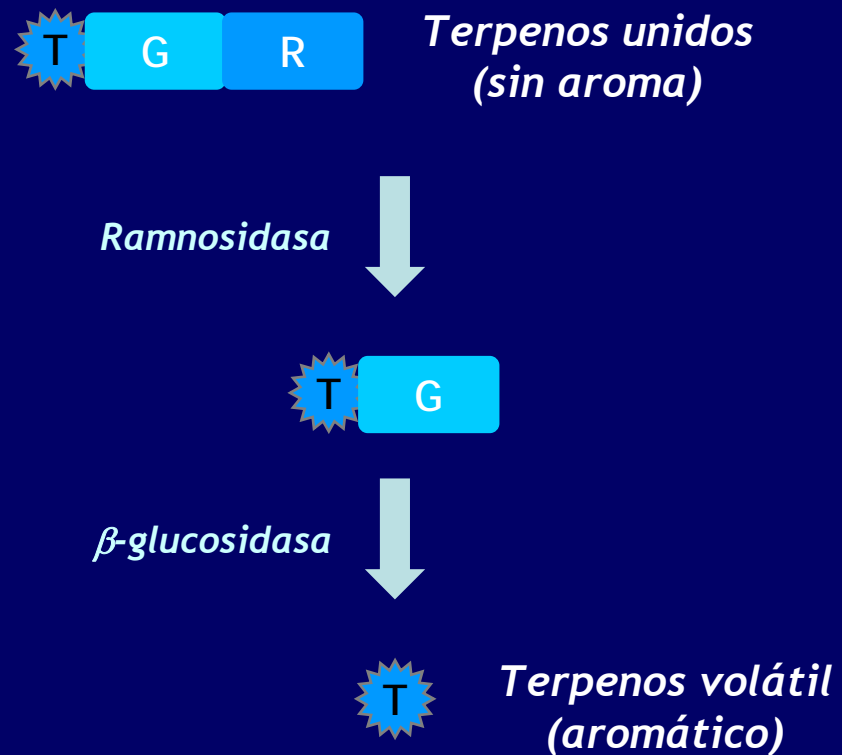 T G R
Terpenos unidos
(sin aroma)
Ramnosidasa
T G
β-glucosidasa
T
Terpenos volátil
(aromático)